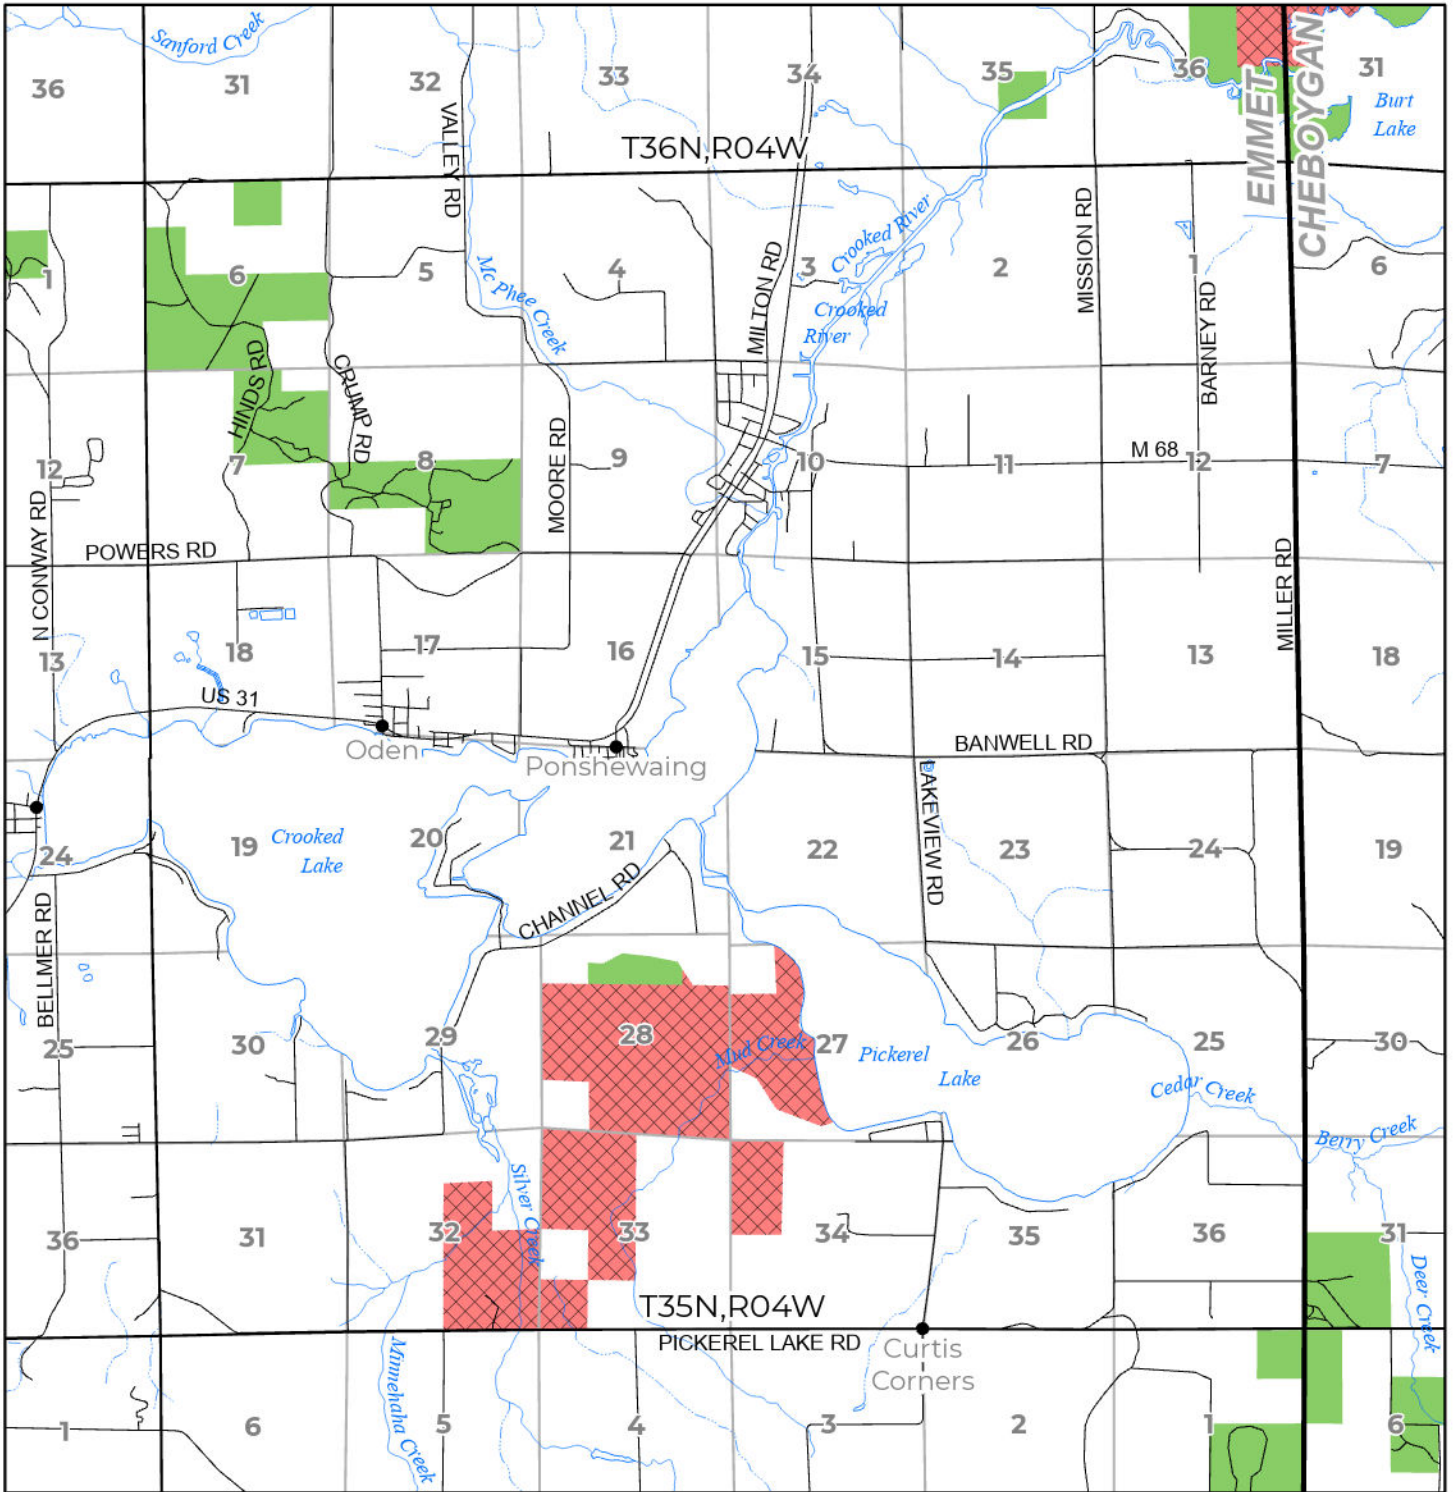 Sanford Creek
36
31
32
33
34
35
36
31
Burt
Lake
EMMET
CHEBOYGAN
VALLEY RD
T36N,R04W
MISSION RD
Crooked River
1
6
5
Mc Phee Creek
4
MILTON RD
3
2
1
6
Crooked
River
BARNEY RD
HINDS RD
CRUMP RD
MOORE RD
12
7
8
9
10
11
M 68
12
7
N CONWAY RD
POWERS RD
MILLER RD
13
18
17
16
15
14
13
18
US 31
Oden
Ponshewaing
BANWELL RD
LAKEVIEW RD
24
19
Crooked
Lake
20
21
22
23
24
19
CHANNEL RD
BELLMER RD
25
30
29
28
Mud Creek
27
Pickerel
Lake
26
25
30
Cedar Creek
Berry Creek
Silver Creek
36
31
32
33
34
35
36
31
Deer Creek
T35N,R04W
PICKEREL LAKE RD
Curtis
Corners
Minnehaha Creek
1
6
5
4
3
2
1
6